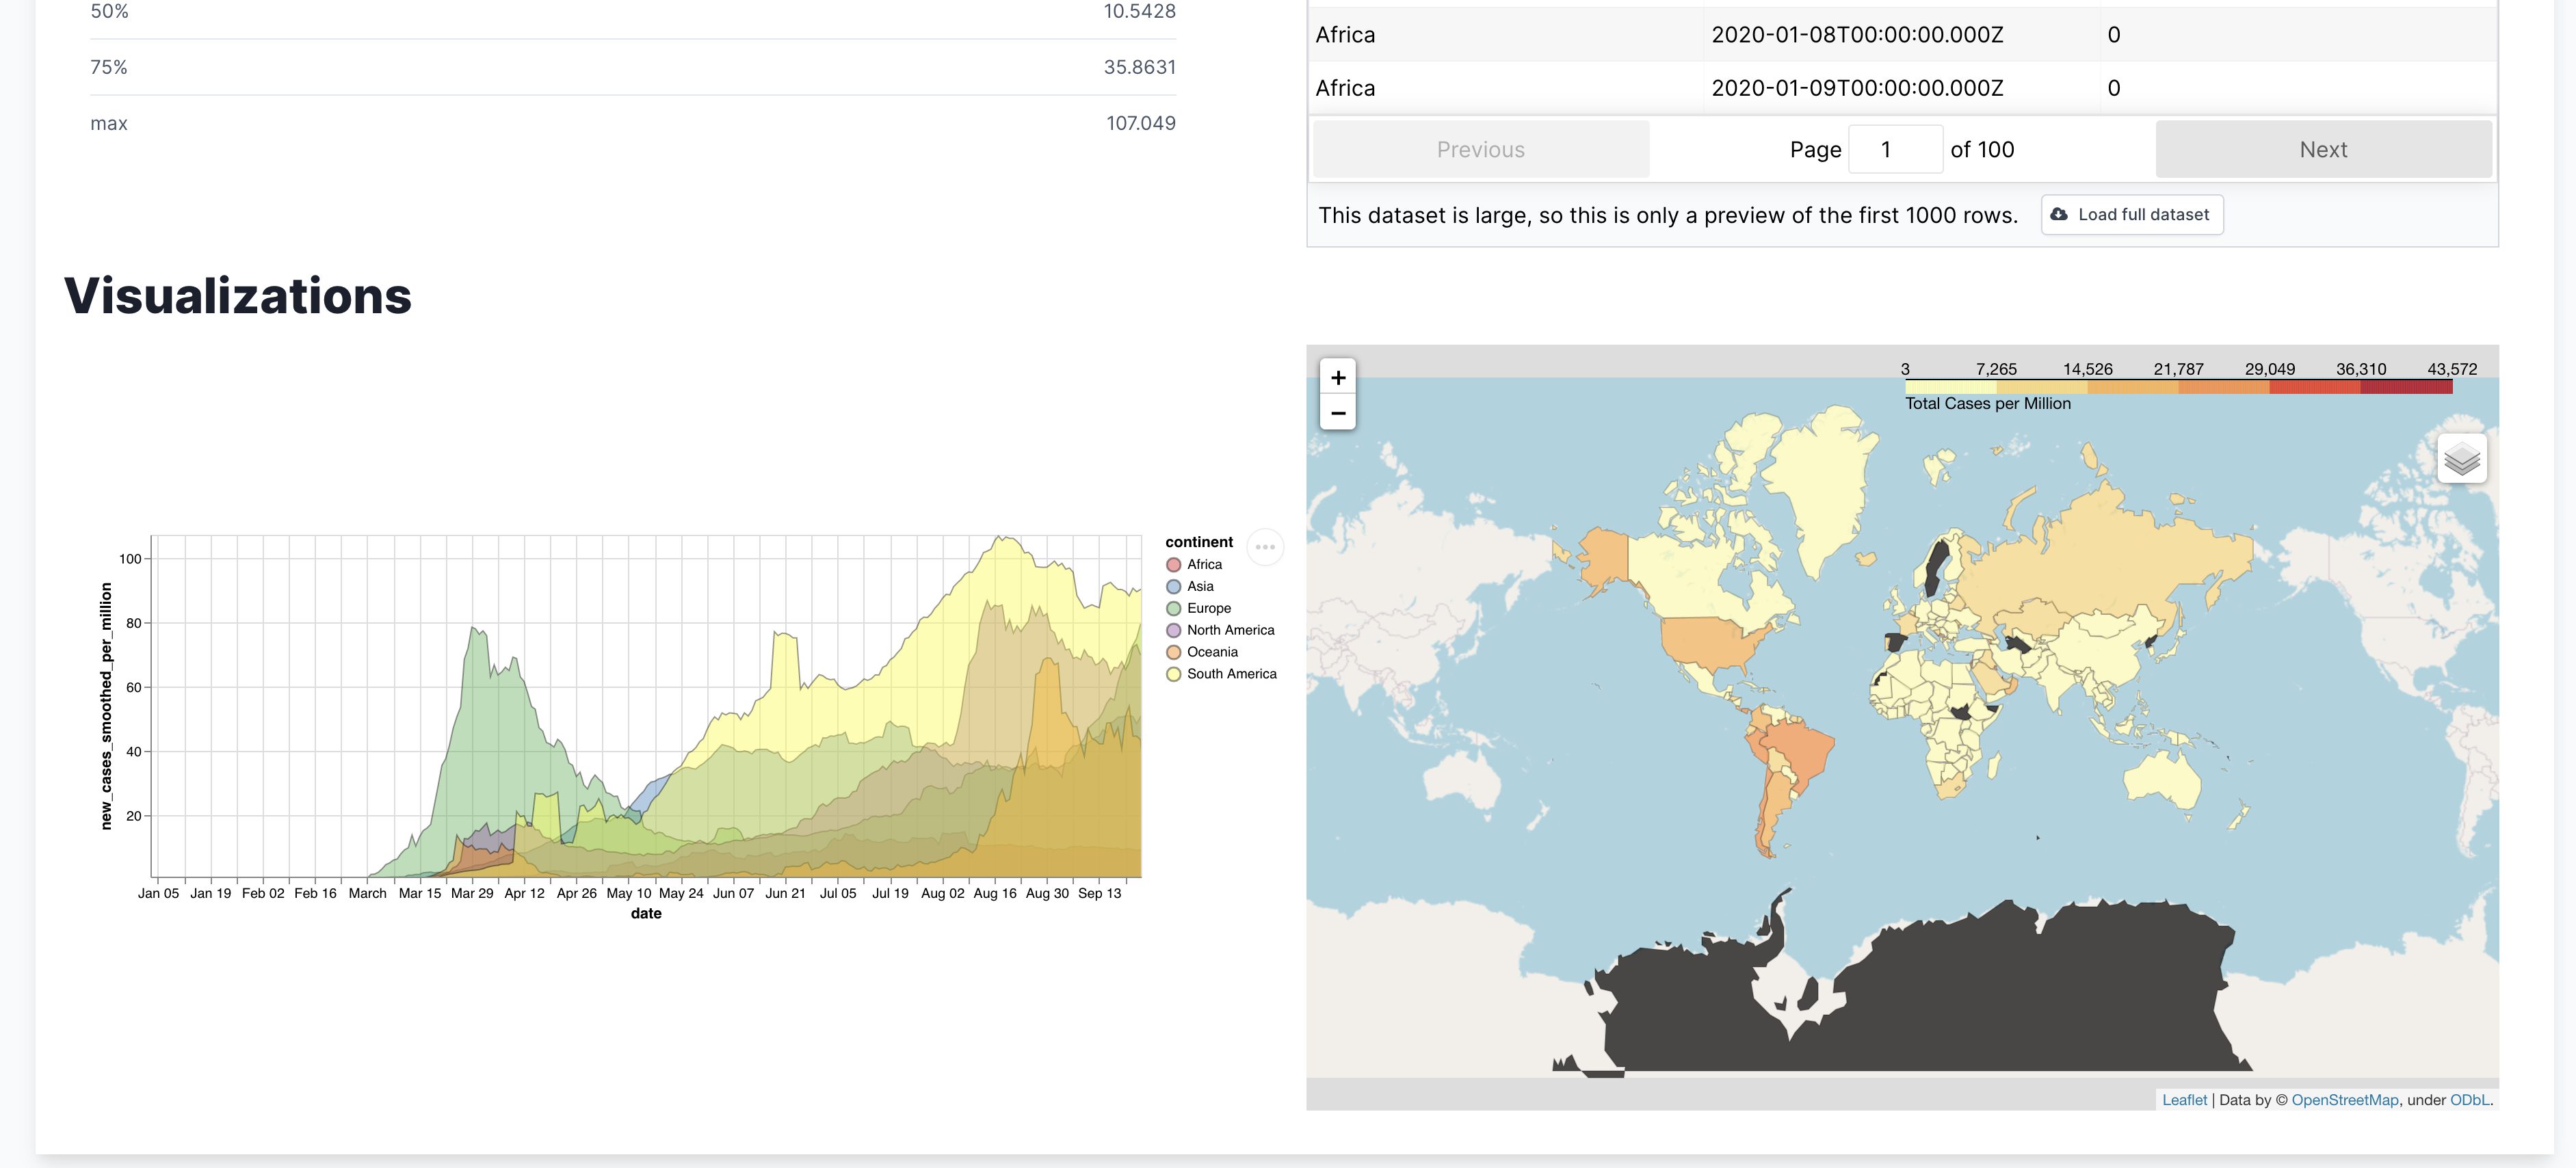 50% 10.5428
75% 35.8631
max 107.049
Africa 2020-01-08T00:00:00.000Z 0
Africa 2020-01-09T00:00:00.000Z 0
Previous Page 1 of 100 Next
This dataset is large, so this is only a preview of the first 1000 rows. Load full dataset
Visualizations
new_cases_smoothed_per_million
100
80
60
40
20
Jan 05 Jan 19 Feb 02 Feb 16 March Mar 15 Mar 29 Apr 12 Apr 26 May 10 May 24 Jun 07 Jun 21 Jul 05 Jul 19 Aug 02 Aug 16 Aug 30 Sep 13
date
continent
Africa
Asia
Europe
North America
Oceania
South America
...
+
−
3 7,265 14,526 21,787 29,049 36,310 43,572
Total Cases per Million
Leaflet | Data by © OpenStreetMap, under ODbL.